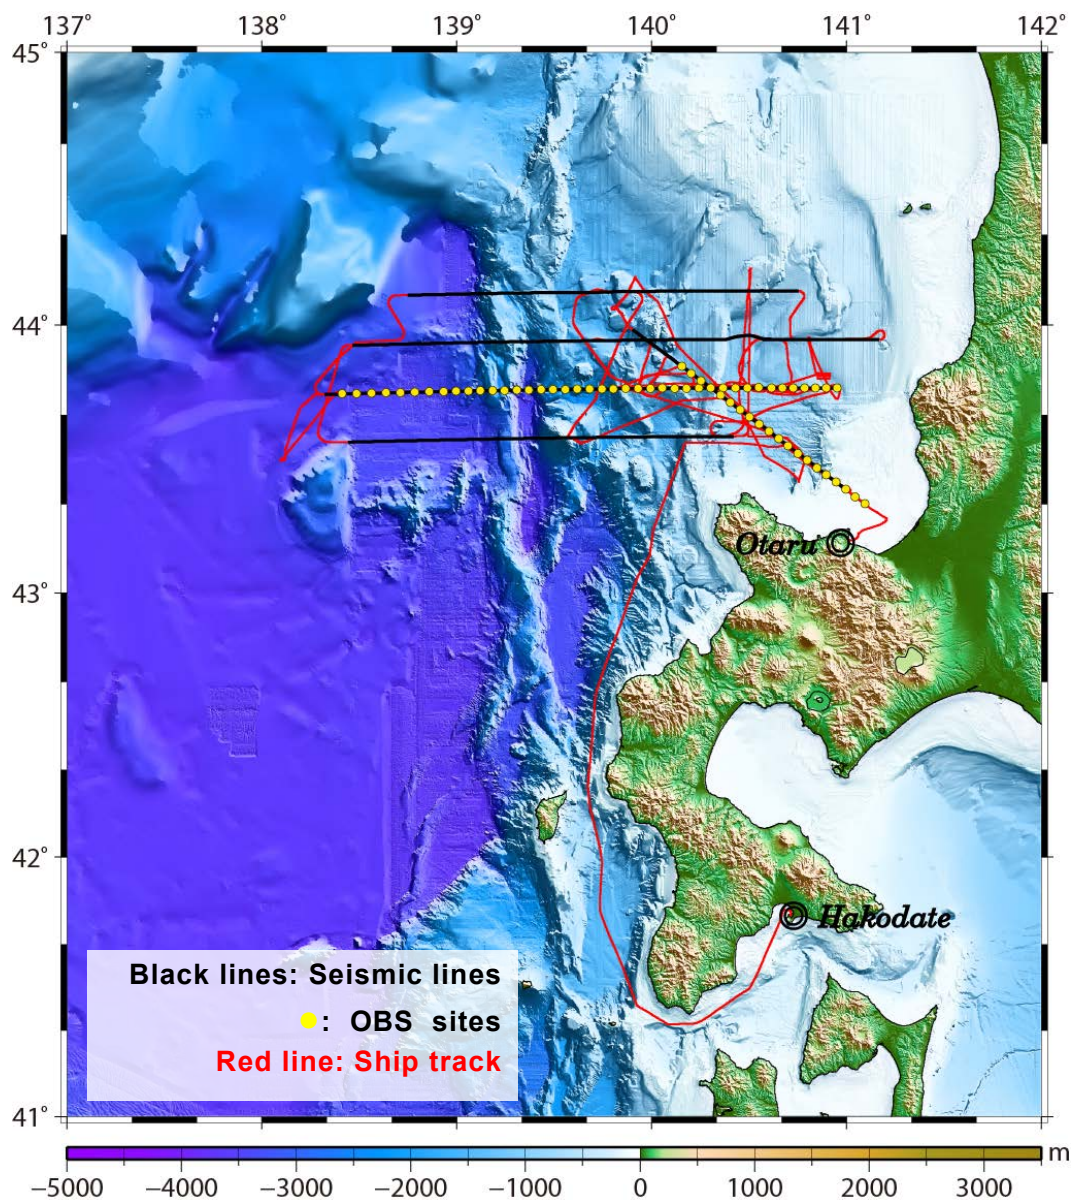 137° 138° 139° 140° 141° 142°
45°
44°
43°
42°
41°
Otaru
Hakodate
Black lines: Seismic lines
: OBS sites
Red line: Ship track
m
−5000 −4000 −3000 −2000 −1000 0 1000 2000 3000